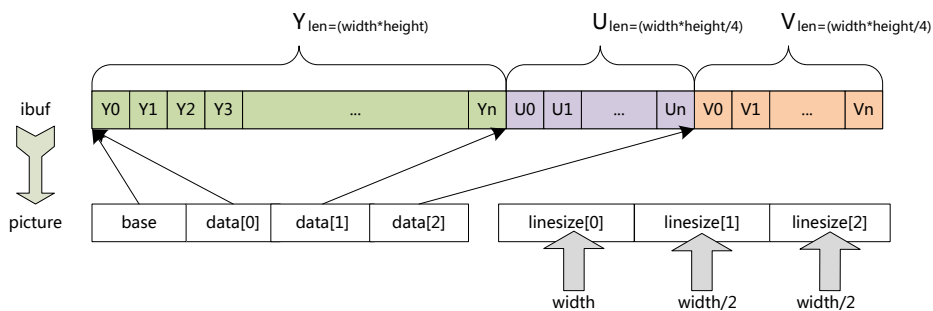 Y len=(width*height) U len=(width*height/4) V len=(width*height/4)
ibuf Y0 Y1 Y2 Y3 ... Yn U0 U1 ... Un V0 V1 ... Vn
picture base data[0] data[1] data[2] linesize[0] linesize[1] linesize[2]
width width/2 width/2